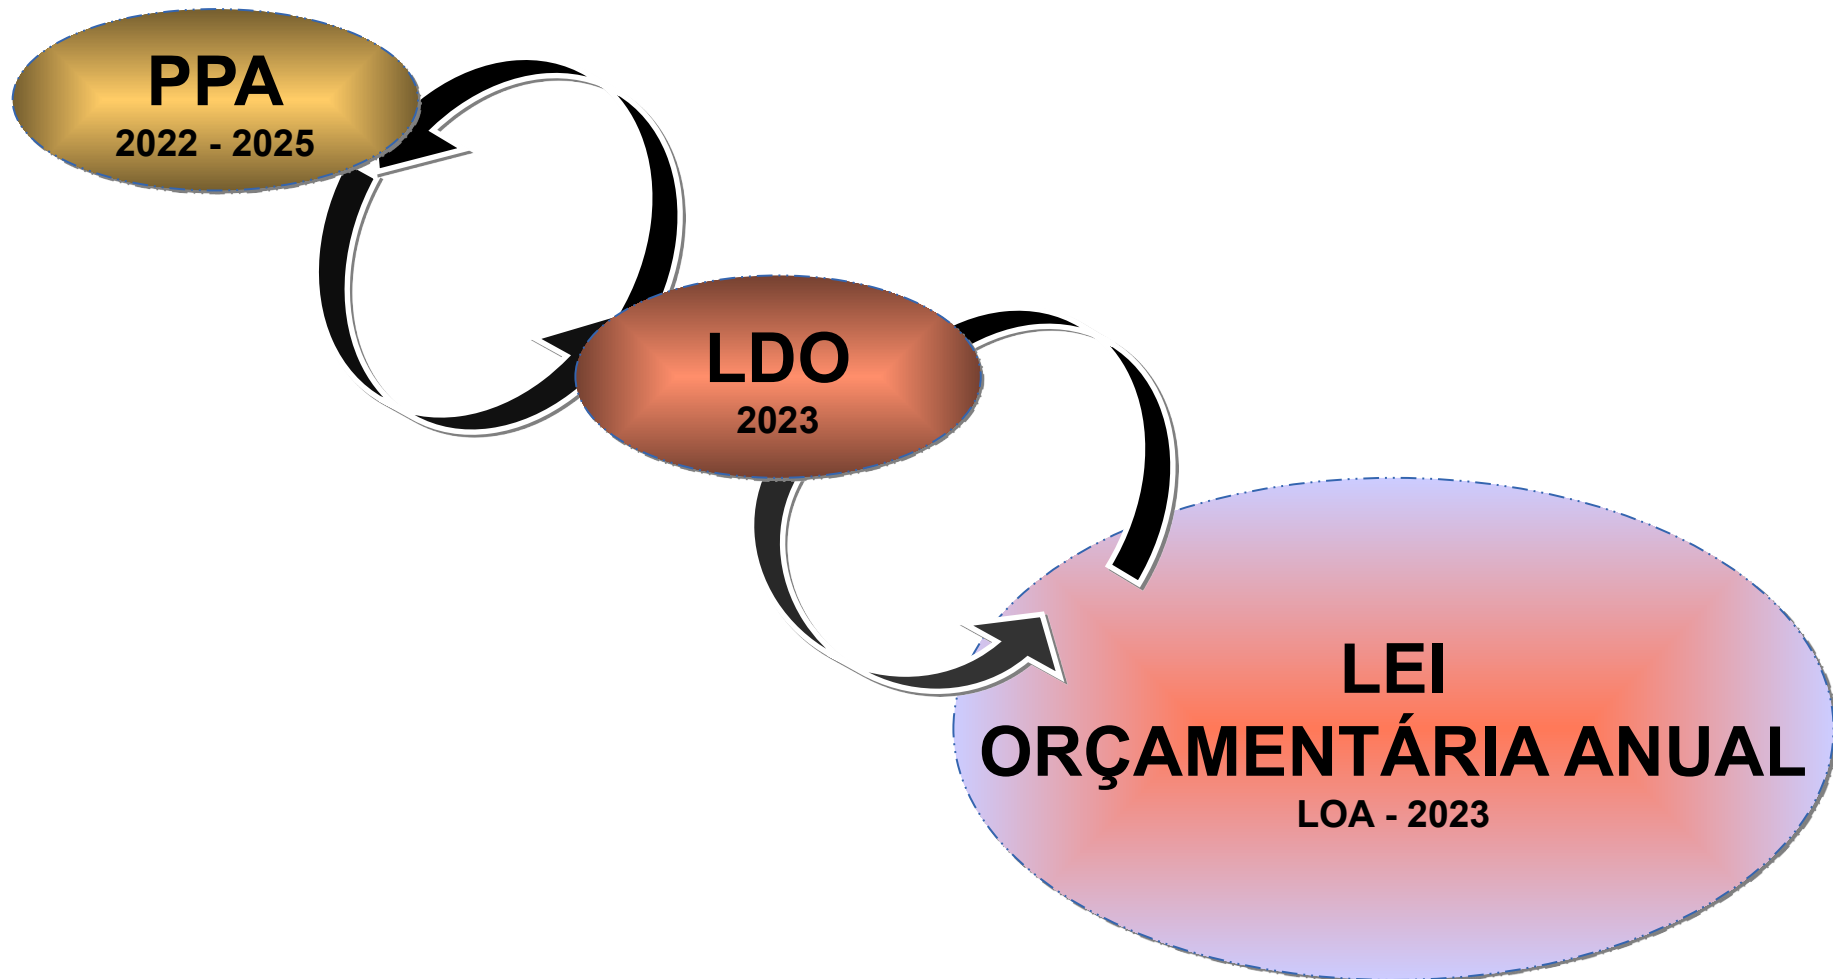 PPA
2022 - 2025
LDO
2023
LEI
ORÇAMENTÁRIA ANUAL
LOA - 2023